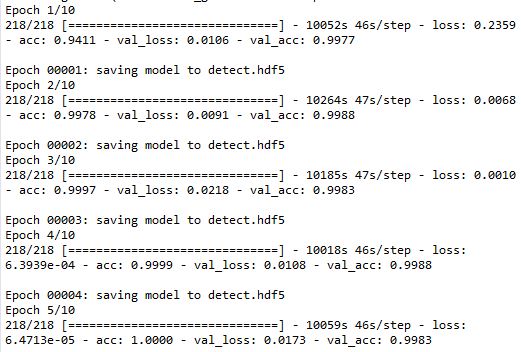 Epoch 1/10
218/218 [==============================] - 10052s 46s/step - loss: 0.2359
- acc: 0.9411 - val_loss: 0.0106 - val_acc: 0.9977
Epoch 00001: saving model to detect.hdf5
Epoch 2/10
218/218 [==============================] - 10264s 47s/step - loss: 0.0068
- acc: 0.9978 - val_loss: 0.0091 - val_acc: 0.9988
Epoch 00002: saving model to detect.hdf5
Epoch 3/10
218/218 [==============================] - 10185s 47s/step - loss: 0.0010
- acc: 0.9997 - val_loss: 0.0218 - val_acc: 0.9983
Epoch 00003: saving model to detect.hdf5
Epoch 4/10
218/218 [==============================] - 10018s 46s/step - loss:
6.3939e-04 - acc: 0.9999 - val_loss: 0.0108 - val_acc: 0.9988
Epoch 00004: saving model to detect.hdf5
Epoch 5/10
218/218 [==============================] - 10059s 46s/step - loss:
6.4713e-05 - acc: 1.0000 - val_loss: 0.0173 - val_acc: 0.9983